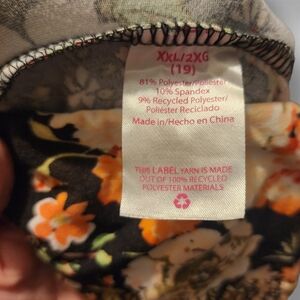 XXL/2XG
(19)
81% Polyester/Poliéster
10% Spandex
9% Recycled Polyester/
Poliéster Reciclado
Made in/Hecho en China
THIS LABEL YARN IS MADE
OUT OF 100% RECYCLED
POLYESTER MATERIALS